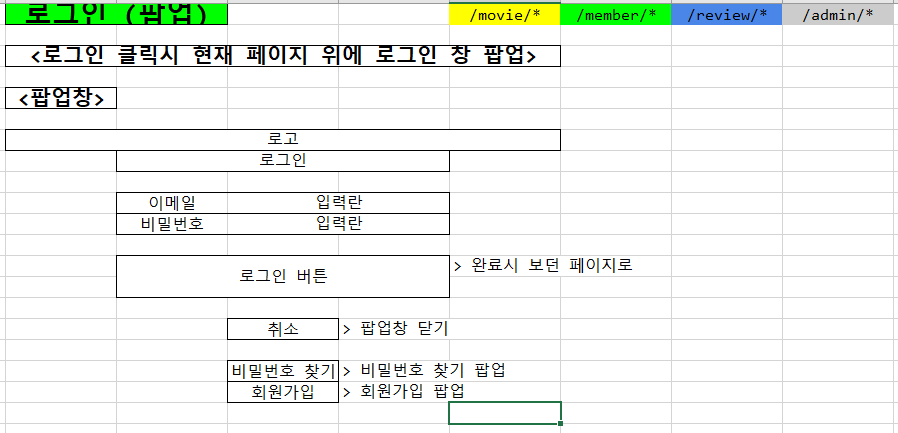 로그인 (팝업) /movie/* /member/* /review/* /admin/*
<로그인 클릭시 현재 페이지 위에 로그인 창 팝업>
<팝업창>
로고
로그인
이메일 입력란
비밀번호 입력란
로그인 버튼 > 완료시 보던 페이지로
취소 > 팝업창 닫기
비밀번호 찾기 > 비밀번호 찾기 팝업
회원가입 > 회원가입 팝업